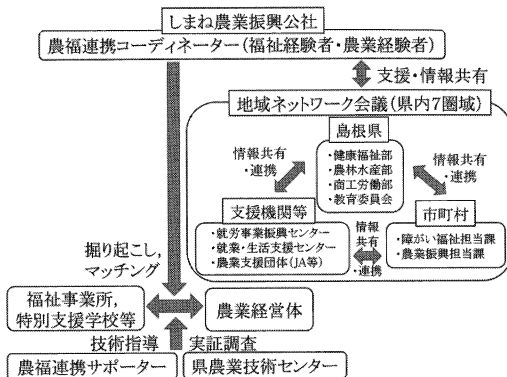 しまね農業振興公社
農福連携コーディネーター(福祉経験者・農業経験者)
支援・情報共有
地域ネットワーク会議(県内7圏域)
島根県
・健康福祉部
・農林水産部
・商工労働部
・教育委員会
情報共有
・連携
情報共有
・連携
支援機関等
・就労事業振興センター
・就業・生活支援センター
・農業支援団体(JA等)
情報
共有
・連携
市町村
・障がい福祉担当課
・農業振興担当課
掘り起こし,
マッチング
福祉事業所,
特別支援学校等
農業経営体
技術指導
実証調査
農福連携サポーター
県農業技術センター